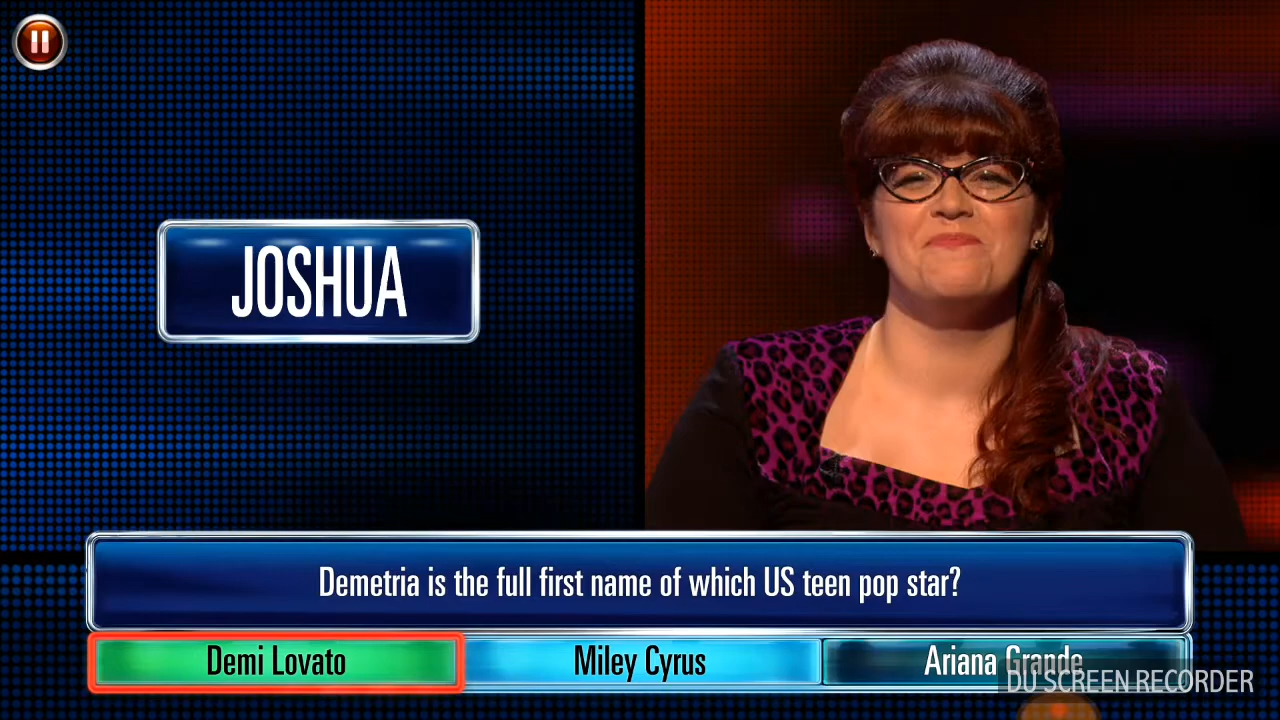 JOSHUA
Demetria is the full first name of which US teen pop star?
Demi Lovato
Miley Cyrus
Ariana Grande
DU SCREEN RECORDER